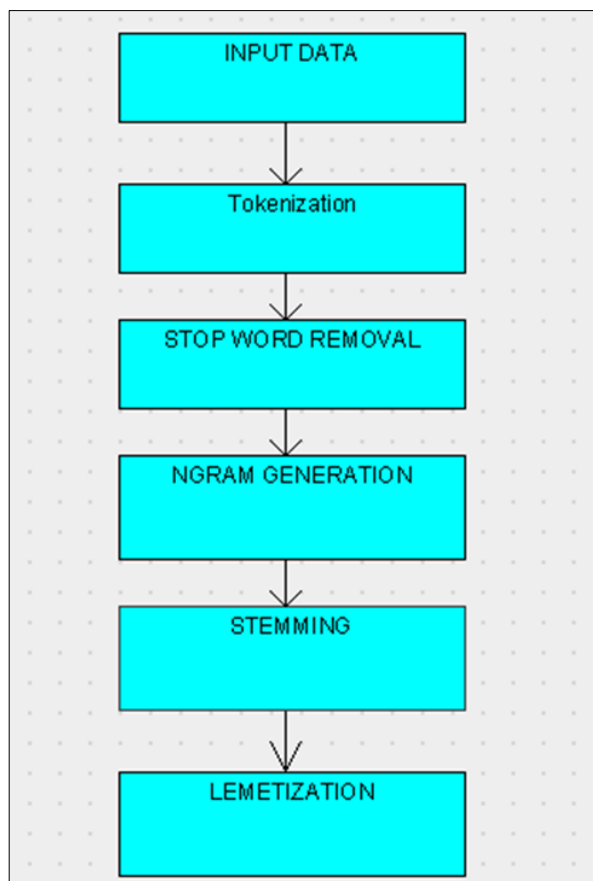 INPUT DATA
Tokenization
STOP WORD REMOVAL
NGRAM GENERATION
STEMMING
LEMETIZATION